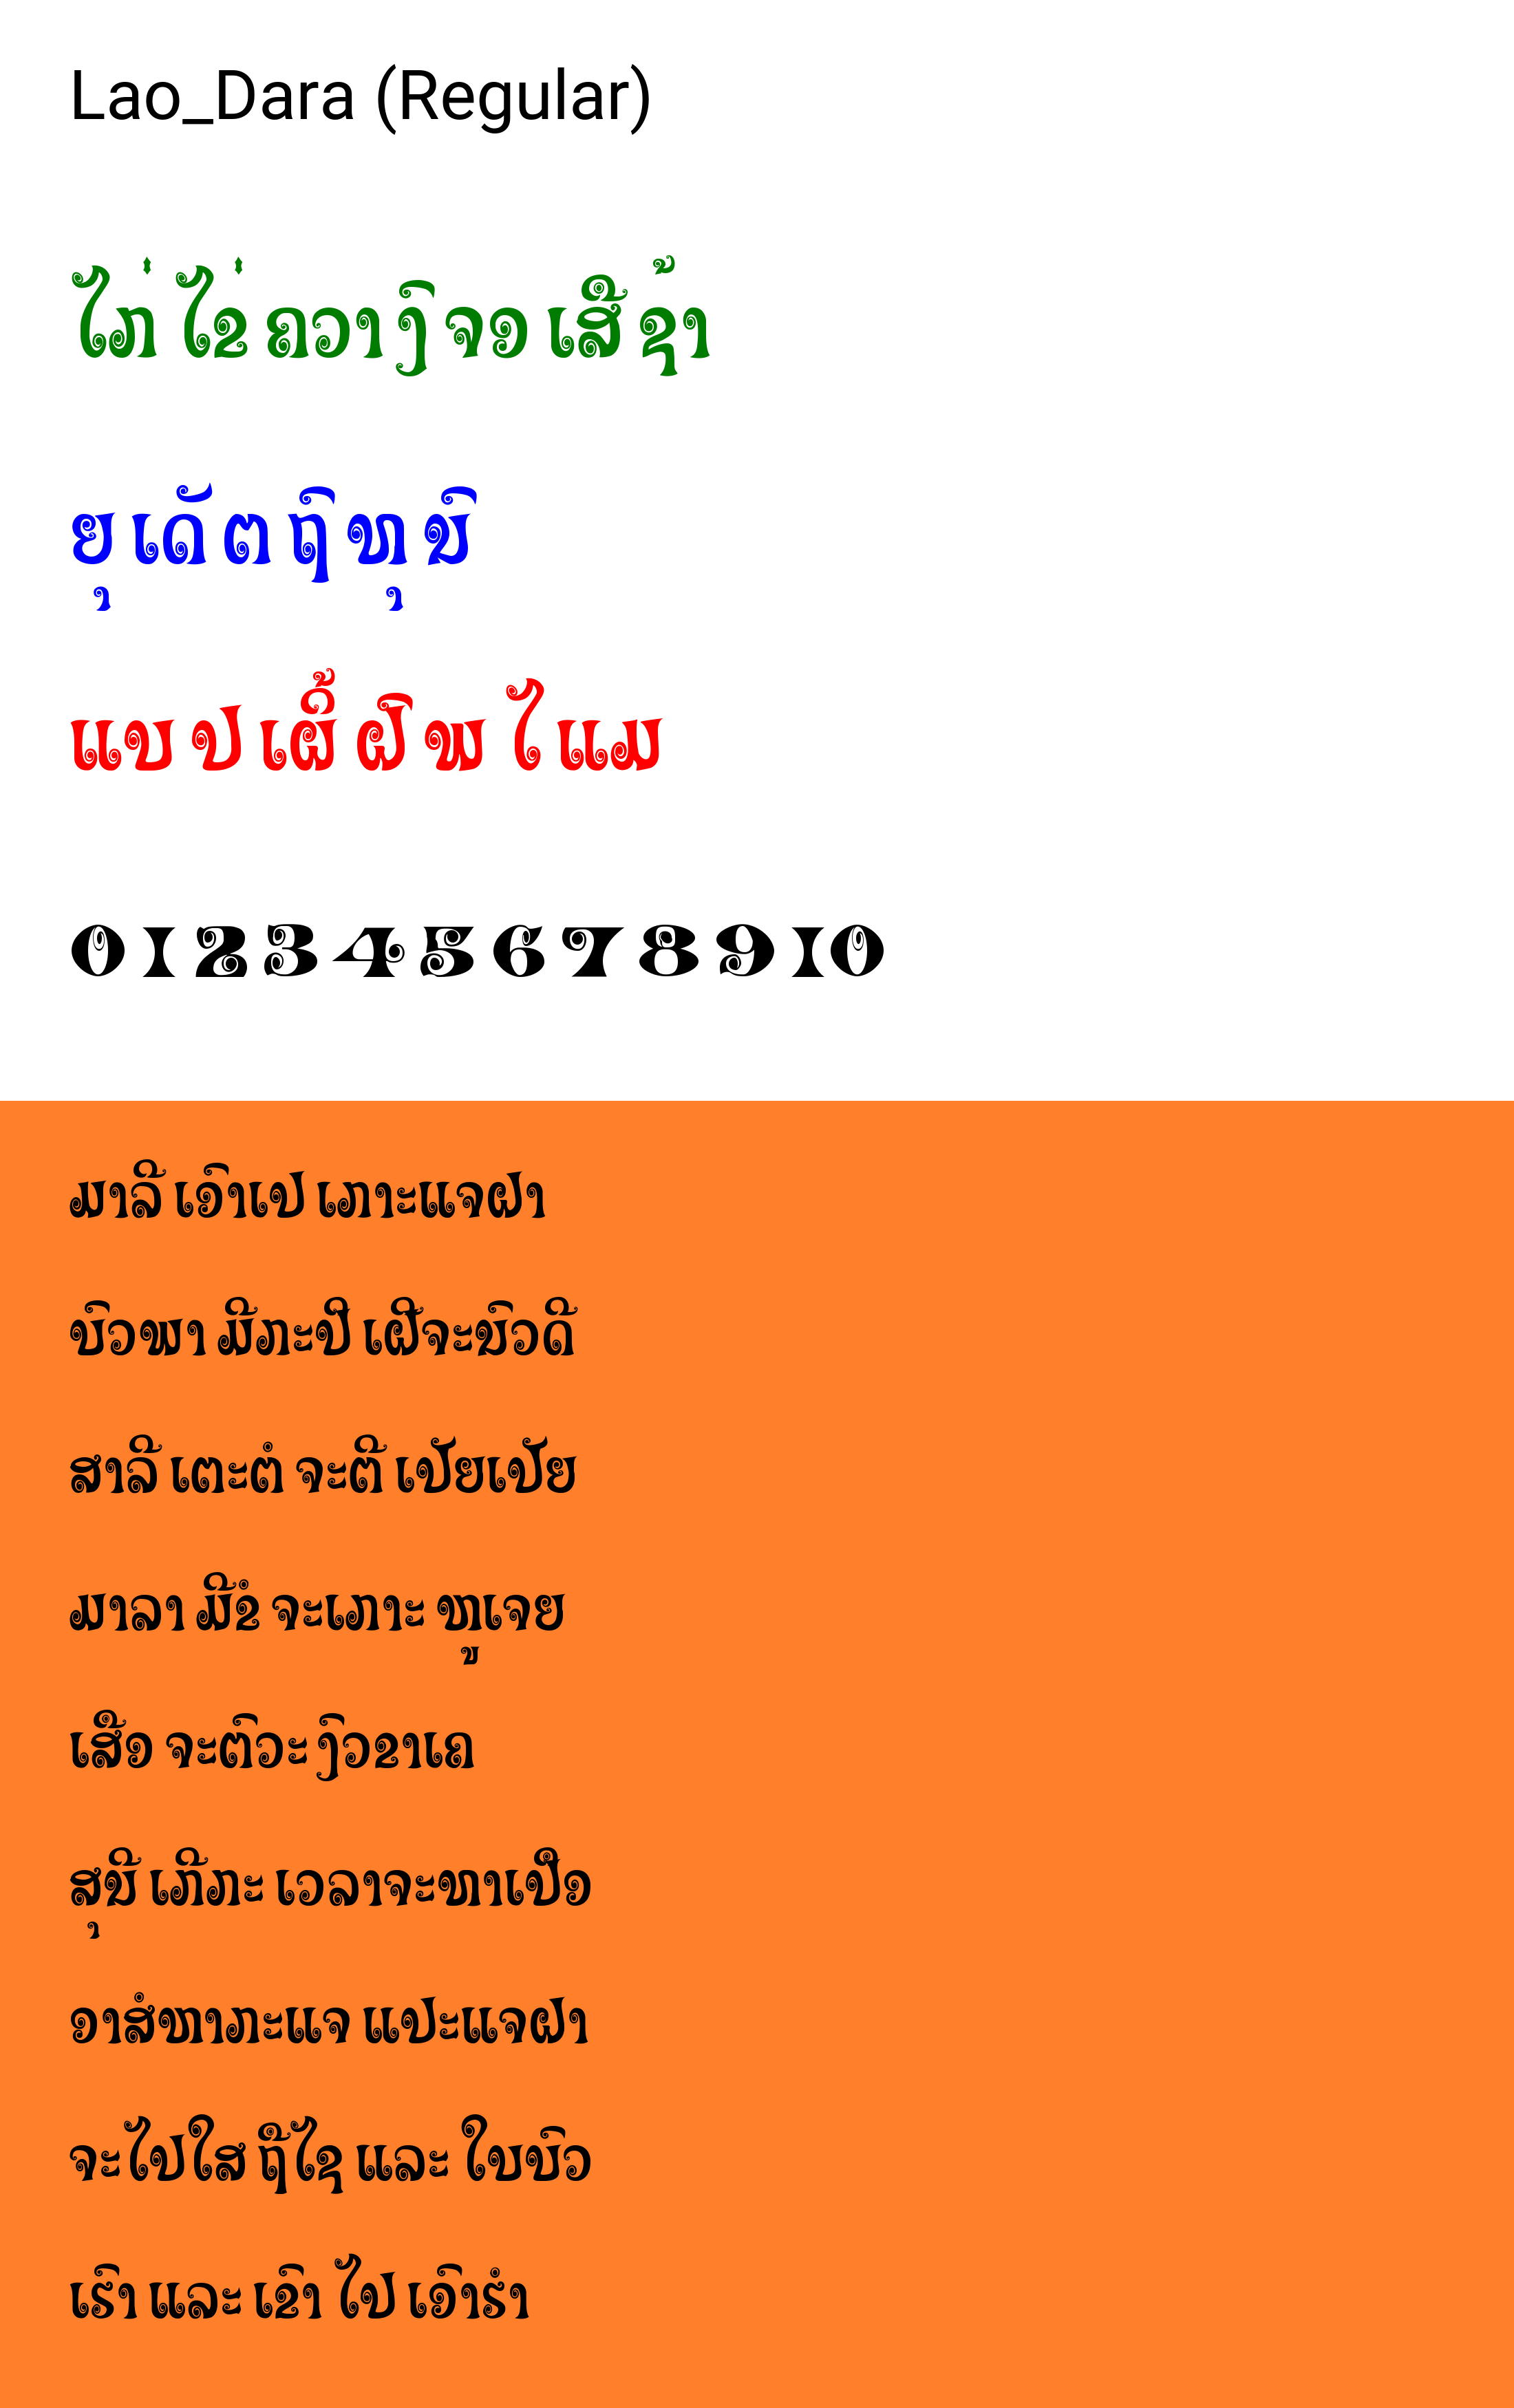 Lao_Dara (Regular)
ໄກ່ ໄຂ່ ຄວາງົ ຈອ ເສື ຊ້າ
ຍຸ ເດັ ຕ ຖົ ທຸ ນົ
ແບ ປ ເຜິ້ ຝົ ພ ໄ ແມ
0 1 2 3 4 5 6 7 8 9 10
ມາລີ ເອົາເປ ເກາະແຈຝາ
ບົວພາ ມີກະປິ ເຝີຈະນົວດີ
ສາລີ ເຕະຕໍ ຈະຕີ ເປັຍເປັຍ
ມາລາ ມີຂໍ ຈະເກາະ ຫູເຈຍ
ເສືອ ຈະຕົວະ ງົວຂາເຄ
ສຸນີ ເກີກະ ເວລາຈະທາເປືອ
ອາສໍຫາກະແຈ ແປະແຈຝາ
ຈະໄປໃສ ຖືໄຊ ແລະ ໃບບົວ
ເຮົາ ແລະ ເຂົາ ໄປ ເອົາຮຳ